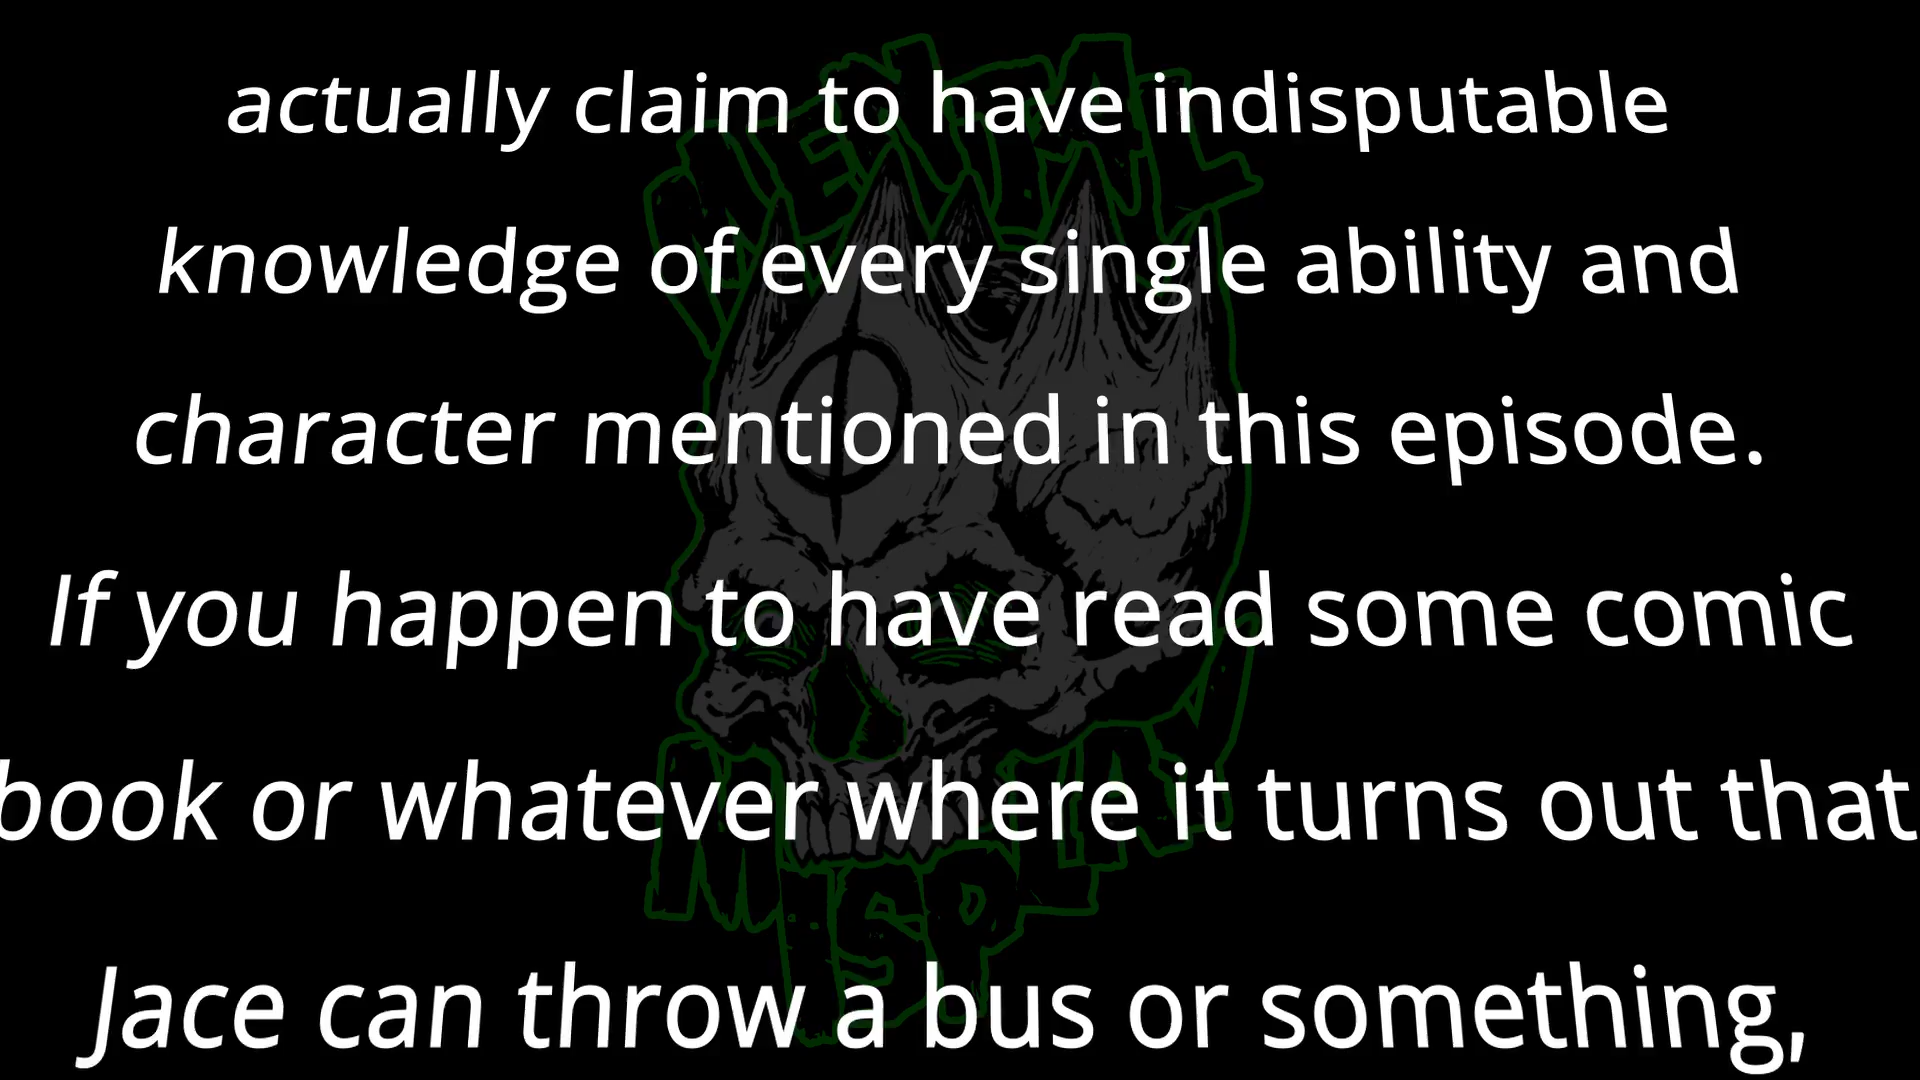 MENTAL
actually claim to have indisputable
knowledge of every single ability and
character mentioned in this episode.
If you happen to have read some comic
book or whatever where it turns out that
Jace can throw a bus or something,